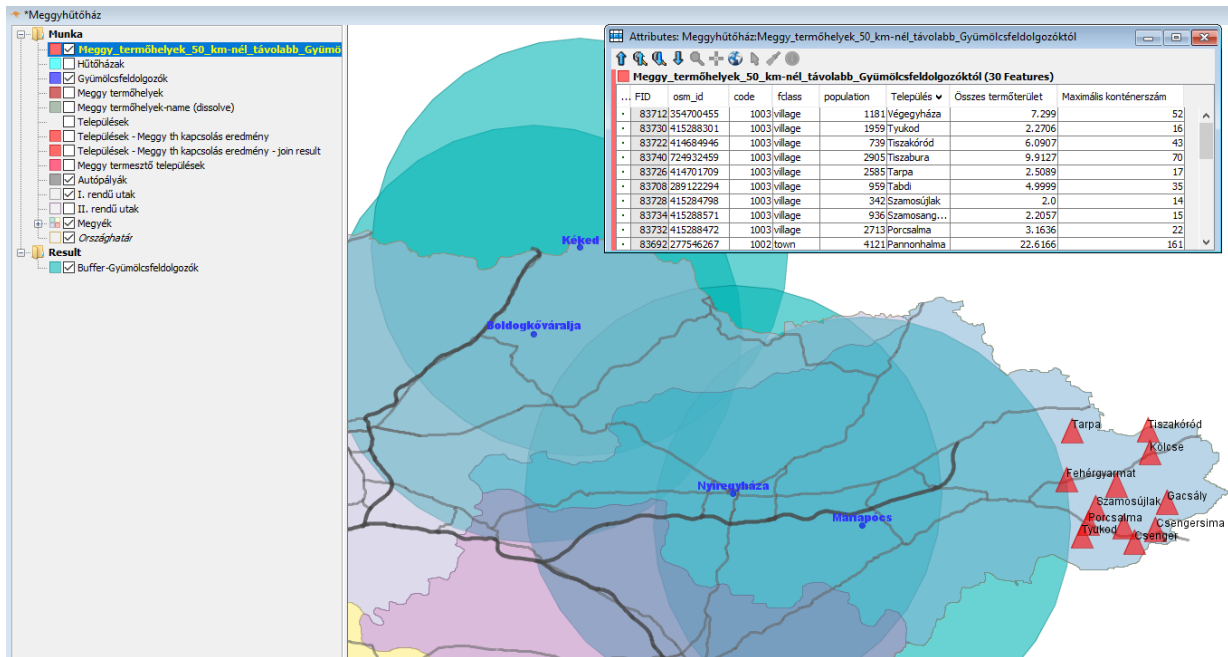 *Meggyhűtőház
Munka
Meggy_termőhelyek_50_km-nél_távolabb_Gyümö
Hűtőházak
Gyümölcsfeldolgozók
Meggy termőhelyek
Meggy termőhelyek-name (dissolve)
Települések
Települések - Meggy th kapcsolás eredmény
Települések - Meggy th kapcsolás eredmény - join result
Meggy termesztő települések
Autópályák
I. rendű utak
II. rendű utak
Megyék
Országhatár
Result
Buffer-Gyümölcsfeldolgozók
Attributes: Meggyhűtőház:Meggy_termőhelyek_50_km-nél_távolabb_Gyümölcsfeldolgozóktól
Meggy_termőhelyek_50_km-nél_távolabb_Gyümölcsfeldolgozóktól (30 Features)
... FID osm_id code fclass population Település Összes termőterület Maximális konténerszám
83712 354700455 1003 village 1181 Végegyháza 7.299 52
83730 415288301 1003 village 1959 Tyukod 2.2706 16
83722 414684946 1003 village 739 Tiszakóród 6.0907 43
83740 724932459 1003 village 2905 Tiszabura 9.9127 70
83726 414701709 1003 village 2585 Tarpa 2.5089 17
83708 289122294 1003 village 959 Tabdi 4.9999 35
83728 415284798 1003 village 342 Szamosújlak 2.0 14
83734 415288571 1003 village 936 Szamosang... 2.2057 15
83732 415288472 1003 village 2713 Porcsalma 3.1636 22
83692 277546267 1002 town 4121 Pannonhalma 22.6166 161
Kéked
Boldogkőváralja
Nyíregyháza
Máriapócs
Tarpa
Tiszakóród
Kölcse
Fehérgyarmat
Szamosújlak
Gacsály
Porcsalma
Csengersima
Tyukod
Csenger